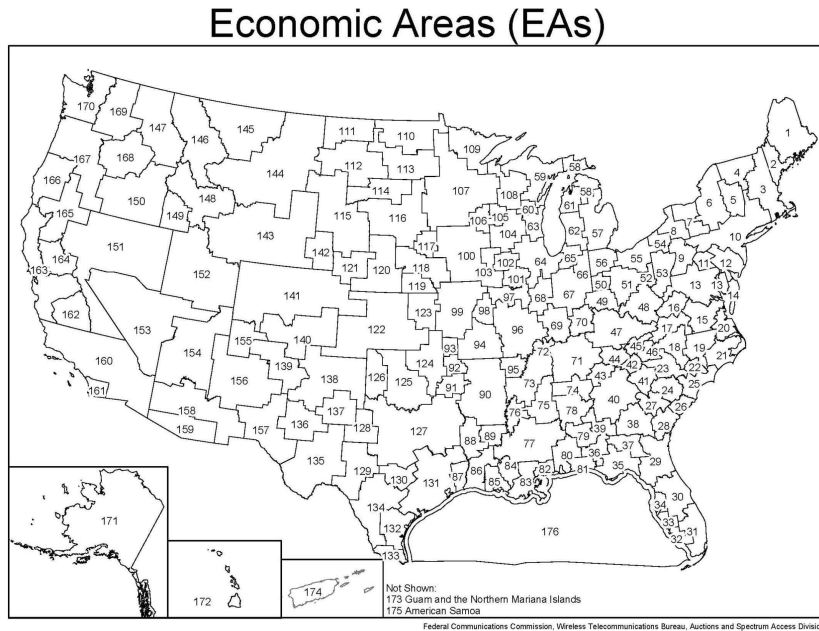 Economic Areas (EAs)
170 169 147 146 145 111 110 109 1
167 168 112 113 59 58 4 2
166 150 148 144 114 107 108 58 6 5 3
165 149 143 115 116 106 105 60 61 7
151 142 117 104 63 62 57 8 10
164 152 121 120 118 100 102 64 65 56 55 54 9 11 12
163 141 119 103 101 66 50 51 52 53 13 13 14
162 153 122 123 99 98 97 68 67 49 48 16 15
155 140 96 69 70 47 17 20
160 154 139 93 94 72 71 45 46 18 19 21
156 138 126 125 124 92 95 44 42 23 22
161 91 73 74 43 41 24 25
158 137 90 76 75 78 40 27 26
159 157 136 128 127 88 89 77 79 39 38 28
135 129 130 131 87 86 84 80 36 37 29
85 83 82 81 35
134 34 30
171 132 176 33 31
133 32
172 174
Not Shown:
173 Guam and the Northern Mariana Islands
175 American Samoa
Federal Communications Commission, Wireless Telecommunications Bureau, Auctions and Spectrum Access Divisio